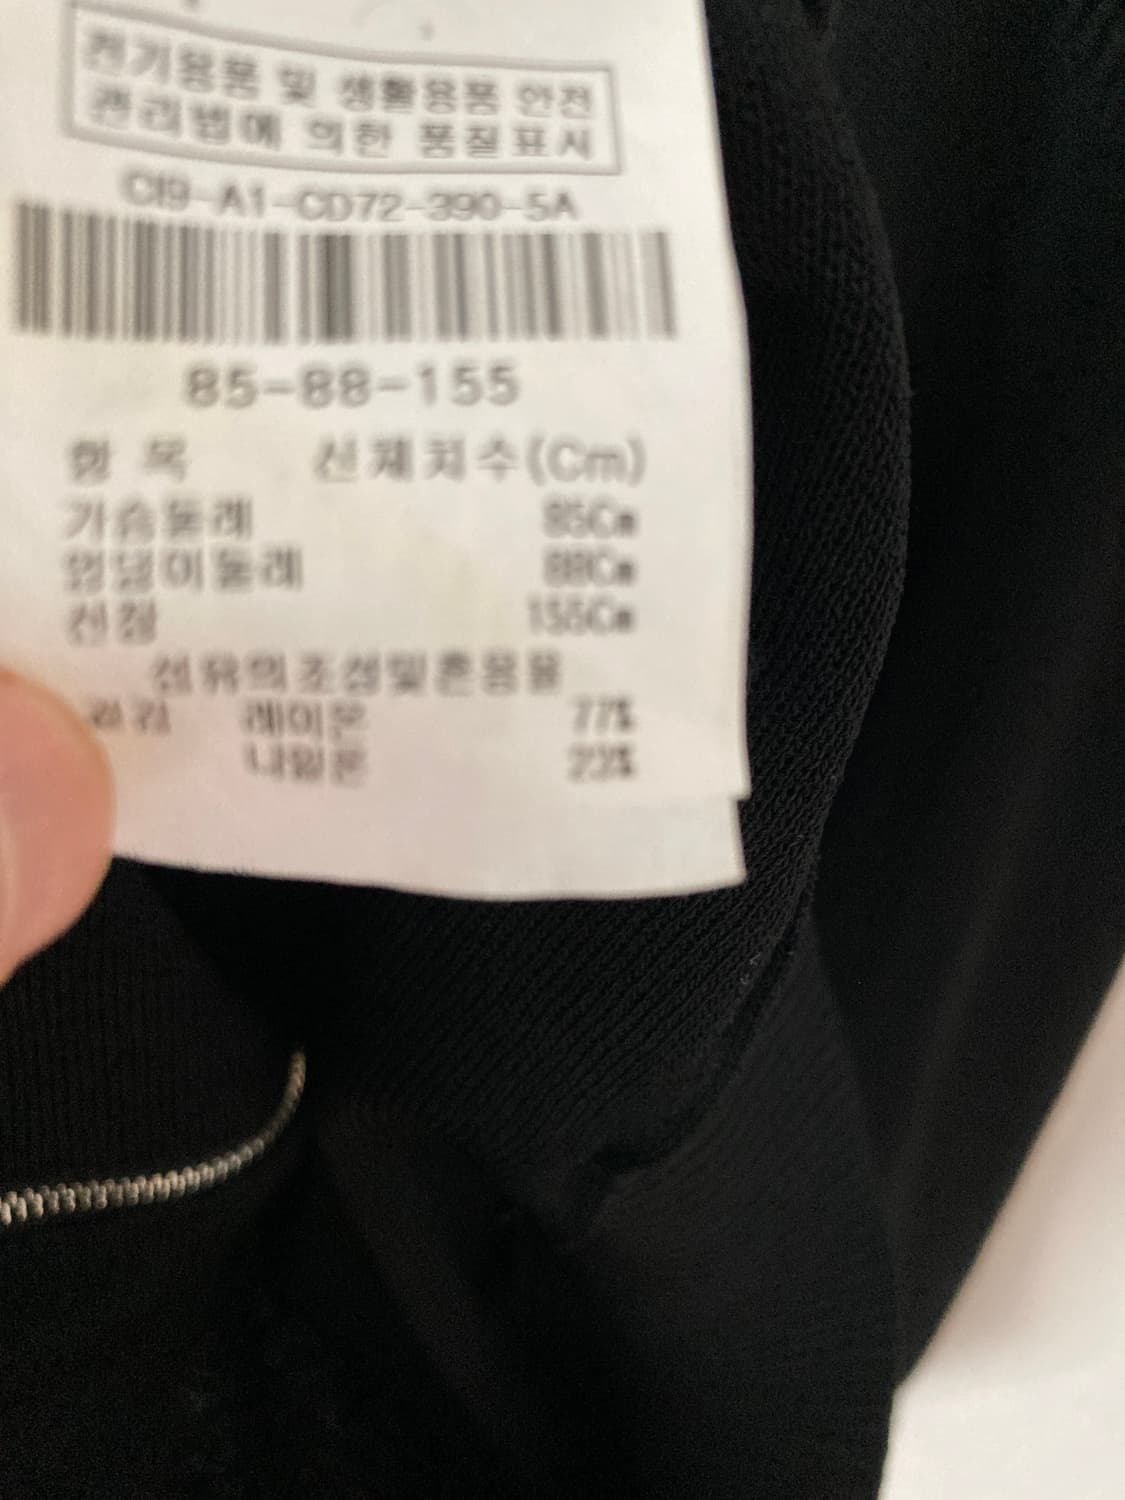 전기용품 및 생활용품 안전
관리법에 의한 품질표시
CI9-A1-CD72-390-5A
85-88-155
항 목 신체치수(Cm)
가슴둘레 85Cm
엉덩이둘레 88Cm
신장 155Cm
섬유의조성및혼용율
겉감 레이온 77%
나일론 23%